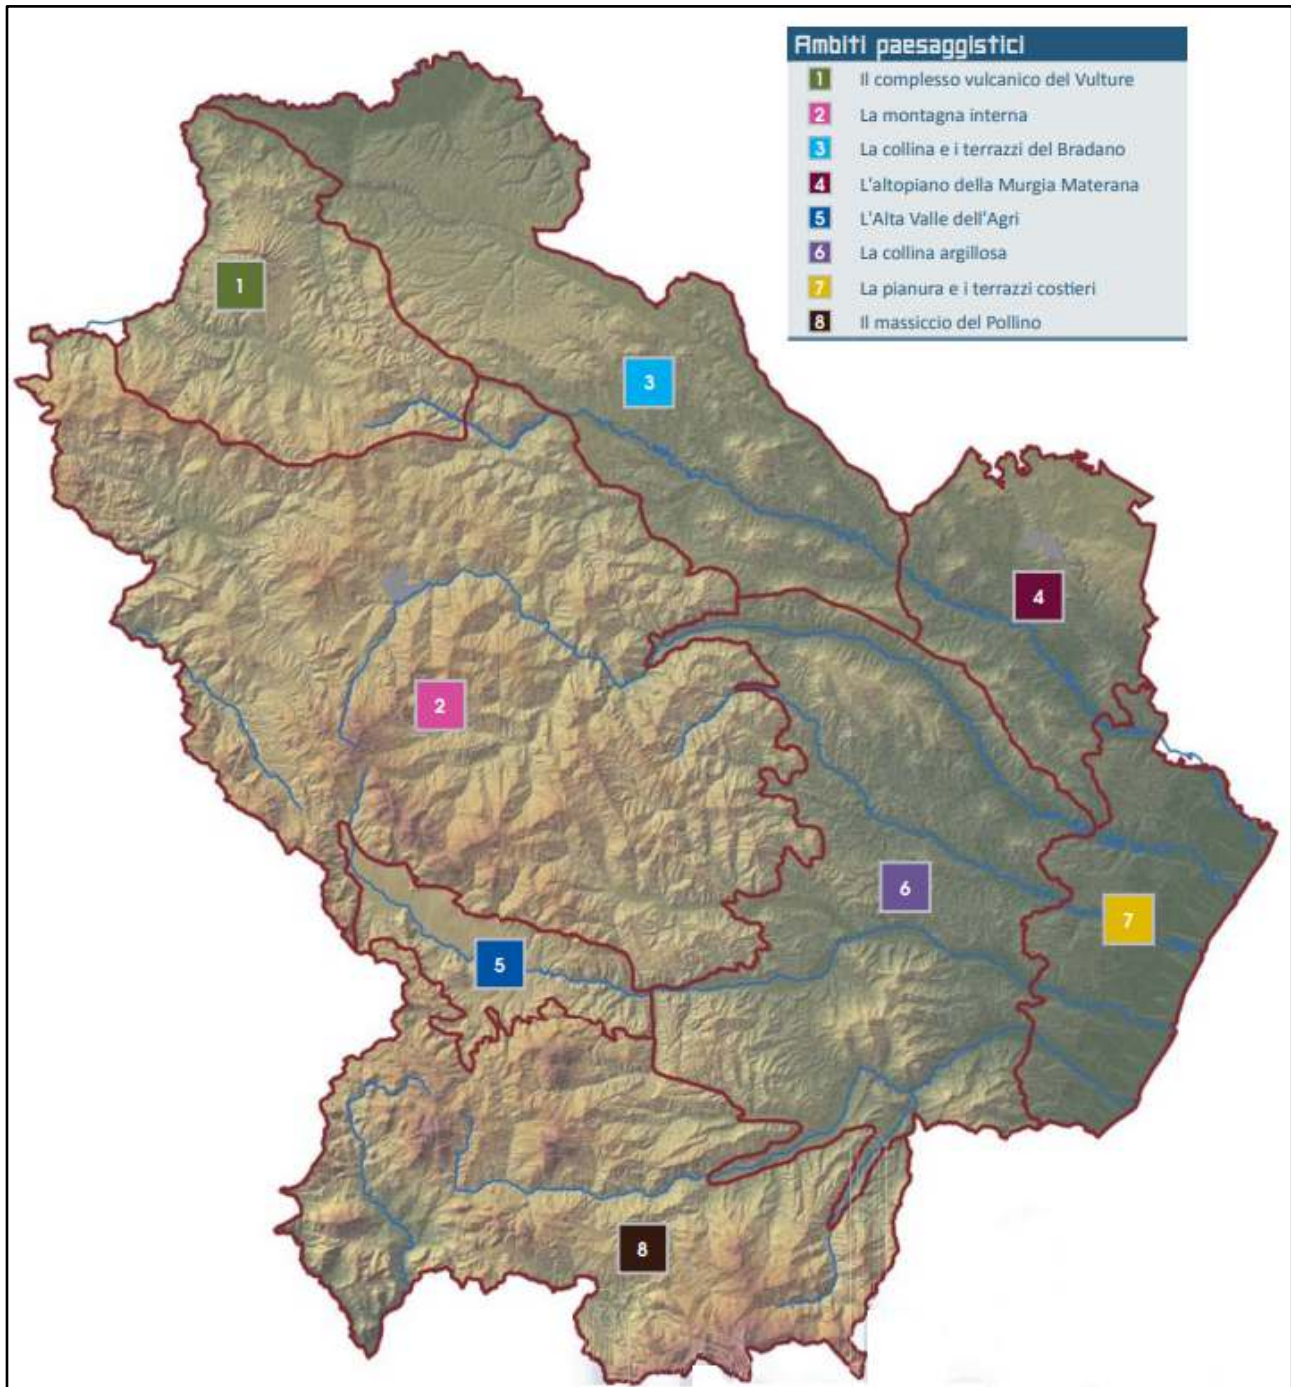 Ambiti paesaggistici
1 Il complesso vulcanico del Vulture
2 La montagna interna
3 La collina e i terrazzi del Bradano
4 L'altopiano della Murgia Materana
5 L'Alta Valle dell'Agri
6 La collina argillosa
7 La pianura e i terrazzi costieri
8 Il massiccio del Pollino
1
3
4
2
6
7
5
8